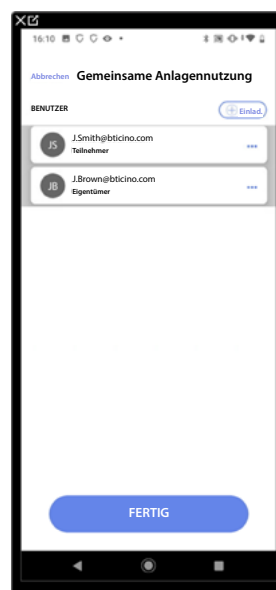 16:10
Abbrechen Gemeinsame Anlagennutzung
BENUTZER
Einlad.
JS
J.Smith@bticino.com
Teilnehmer
JB
J.Brown@bticino.com
Eigentümer
FERTIG